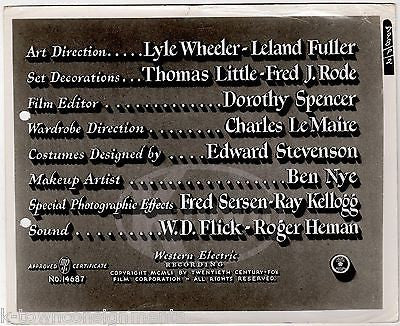 Art Direction.....Lyle Wheeler-Leland Fuller
Set Decorations...Thomas Little-Fred J. Rode
Film Editor ............Dorothy Spencer
Wardrobe Direction .......Charles LeMaire
Costumes Designed by .....Edward Stevenson
Makeup Artist .................Ben Nye
Special Photographic Effects Fred Sersen-Ray Kellogg
Sound ........W.D. Flick-Roger Heman
Western Electric
RECORDING
APPROVED CERTIFICATE
No. 14687
COPYRIGHT MCMLI BY TWENTIETH CENTURY-FOX
FILM CORPORATION - ALL RIGHTS RESERVED.
k-townconsignments